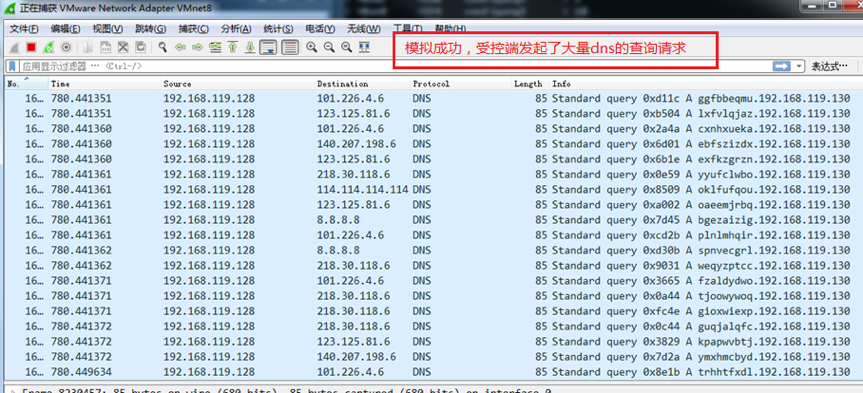 正在捕获 VMware Network Adapter VMnet8
文件(F) 编辑(E) 视图(V) 跳转(G) 捕获(C) 分析(A) 统计(S) 电话(Y) 无线(W) 工具(T) 帮助(H)
模拟成功，受控端发起了大量dns的查询请求
应用显示过滤器 … <Ctrl-/> 表达式…
No. Time Source Destination Protocol Length Info
16… 780.441351 192.168.119.128 101.226.4.6 DNS 85 Standard query 0xd11c A ggfbbeqmu.192.168.119.130
16… 780.441351 192.168.119.128 123.125.81.6 DNS 85 Standard query 0xb504 A lxfvlqjaz.192.168.119.130
16… 780.441360 192.168.119.128 101.226.4.6 DNS 85 Standard query 0x2a4a A cxnhxueka.192.168.119.130
16… 780.441360 192.168.119.128 140.207.198.6 DNS 85 Standard query 0x6d01 A ebfszizdx.192.168.119.130
16… 780.441360 192.168.119.128 123.125.81.6 DNS 85 Standard query 0x6b1e A exfkzgrzn.192.168.119.130
16… 780.441361 192.168.119.128 218.30.118.6 DNS 85 Standard query 0x0e59 A yyufclwbo.192.168.119.130
16… 780.441361 192.168.119.128 114.114.114.114 DNS 85 Standard query 0x8509 A oklfufqou.192.168.119.130
16… 780.441361 192.168.119.128 123.125.81.6 DNS 85 Standard query 0xa002 A oaeemjrbq.192.168.119.130
16… 780.441361 192.168.119.128 8.8.8.8 DNS 85 Standard query 0x7d45 A bgezaizig.192.168.119.130
16… 780.441361 192.168.119.128 101.226.4.6 DNS 85 Standard query 0xcd2b A plnlmhqir.192.168.119.130
16… 780.441362 192.168.119.128 8.8.8.8 DNS 85 Standard query 0xd30b A spnvecgrl.192.168.119.130
16… 780.441362 192.168.119.128 218.30.118.6 DNS 85 Standard query 0x9031 A weqyzptcc.192.168.119.130
16… 780.441371 192.168.119.128 101.226.4.6 DNS 85 Standard query 0x3665 A fzaldydwo.192.168.119.130
16… 780.441371 192.168.119.128 218.30.118.6 DNS 85 Standard query 0x0a44 A tjoowywoq.192.168.119.130
16… 780.441371 192.168.119.128 218.30.118.6 DNS 85 Standard query 0xfc4e A gioxwiexp.192.168.119.130
16… 780.441372 192.168.119.128 218.30.118.6 DNS 85 Standard query 0x0c44 A guqjalqfc.192.168.119.130
16… 780.441372 192.168.119.128 123.125.81.6 DNS 85 Standard query 0x3829 A kpapwvbtj.192.168.119.130
16… 780.441372 192.168.119.128 140.207.198.6 DNS 85 Standard query 0x7d2a A ymxhmcbyd.192.168.119.130
16… 780.449634 192.168.119.128 101.226.4.6 DNS 85 Standard query 0x8e1b A trhhtfxdl.192.168.119.130
Frame 8230457: 85 bytes on wire (680 bits), 85 bytes captured (680 bits) on interface 0